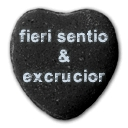 fieri sentio
&
excrucior